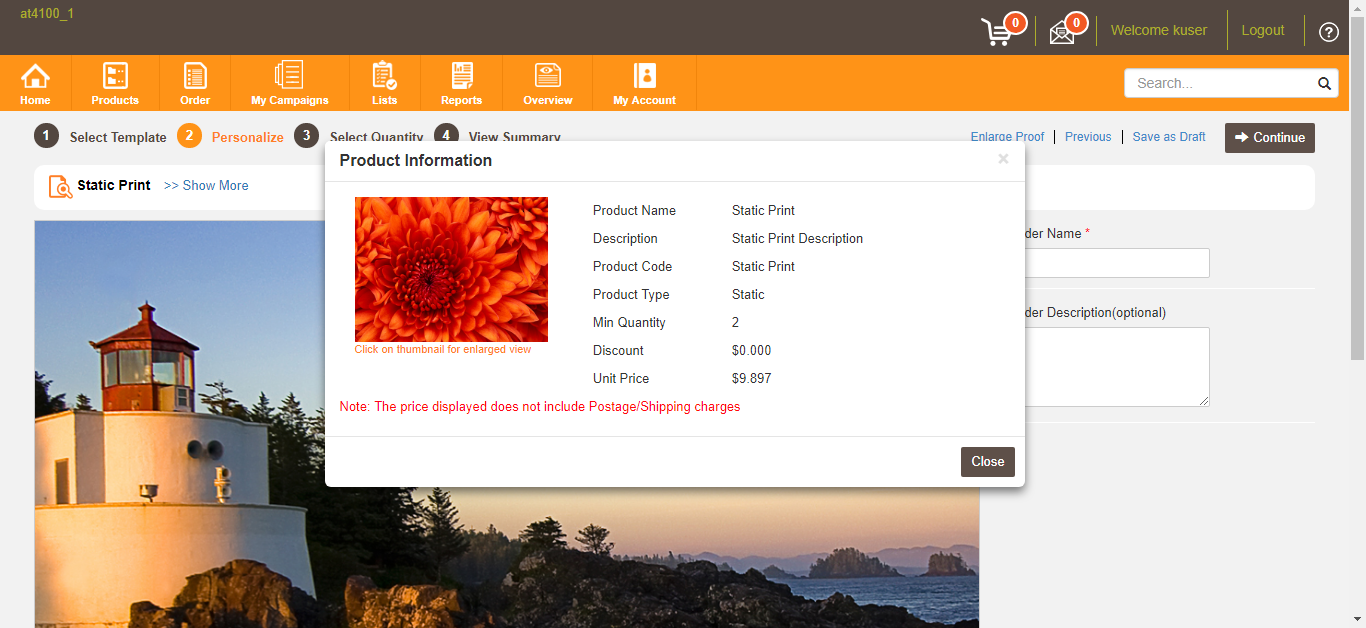 at4100_1
0
0
Welcome kuser
Logout
?
Home
Products
Order
My Campaigns
Lists
Reports
Overview
My Account
Search...
1 Select Template
2 Personalize
3 Select Quantity
4 View Summary
Enlarge Proof
Previous
Save as Draft
Continue
Static Print >> Show More
Product Information
×
Click on thumbnail for enlarged view
Product Name Static Print
Description Static Print Description
Product Code Static Print
Product Type Static
Min Quantity 2
Discount $0.000
Unit Price $9.897
Note: The price displayed does not include Postage/Shipping charges
Close
der Name *
der Description(optional)